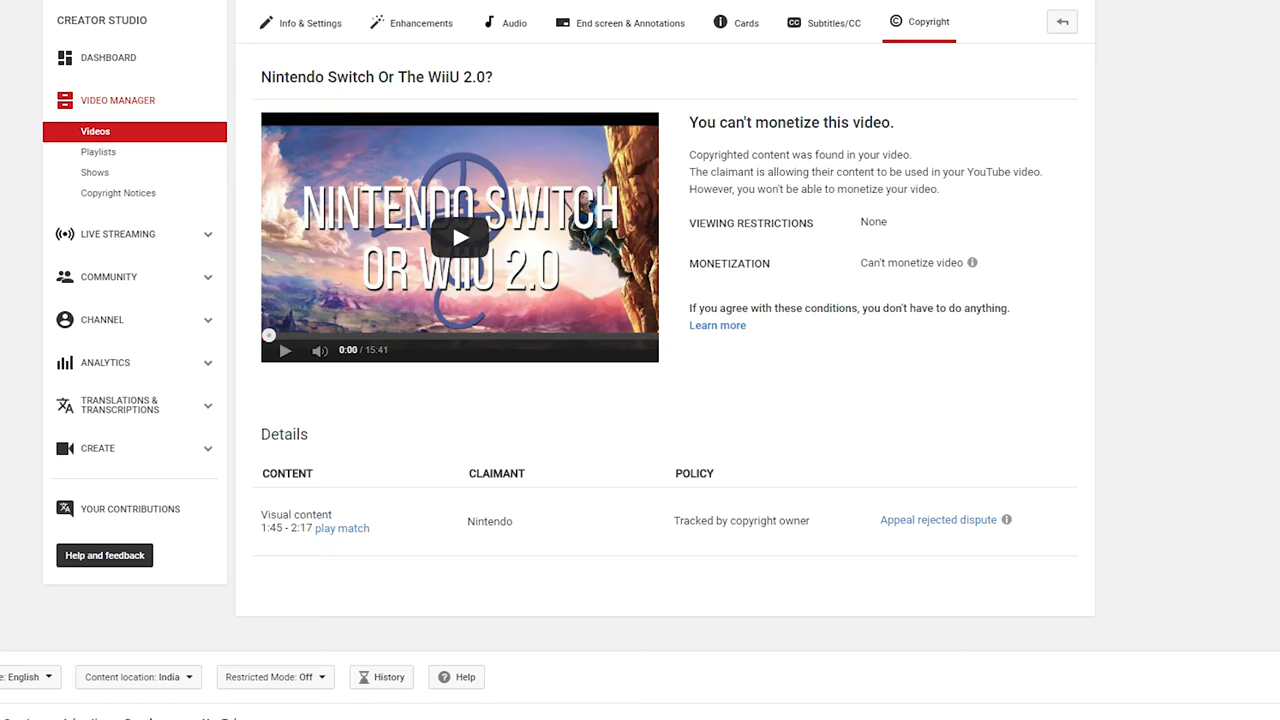 CREATOR STUDIO
DASHBOARD
VIDEO MANAGER
Videos
Playlists
Shows
Copyright Notices
LIVE STREAMING
COMMUNITY
CHANNEL
ANALYTICS
TRANSLATIONS &
TRANSCRIPTIONS
CREATE
YOUR CONTRIBUTIONS
Help and feedback
Info & Settings
Enhancements
Audio
End screen & Annotations
Cards
CC Subtitles/CC
© Copyright
Nintendo Switch Or The WiiU 2.0?
NINTENDO SWITCH
OR WIIU 2.0
0:00 / 15:41
You can't monetize this video.
Copyrighted content was found in your video.
The claimant is allowing their content to be used in your YouTube video.
However, you won't be able to monetize your video.
VIEWING RESTRICTIONS None
MONETIZATION Can't monetize video
If you agree with these conditions, you don't have to do anything.
Learn more
Details
CONTENT CLAIMANT POLICY
Visual content
1:45 - 2:17 play match
Nintendo
Tracked by copyright owner
Appeal rejected dispute
e: English
Content location: India
Restricted Mode: Off
History
Help